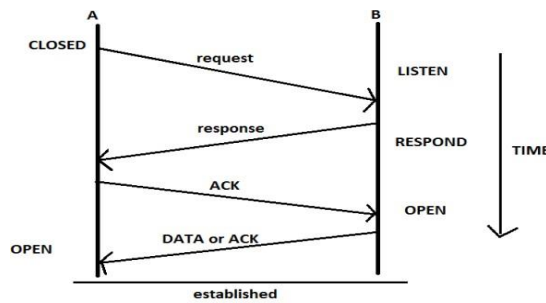 A
B
CLOSED
request
LISTEN
response
RESPOND
TIME
ACK
OPEN
DATA or ACK
OPEN
established